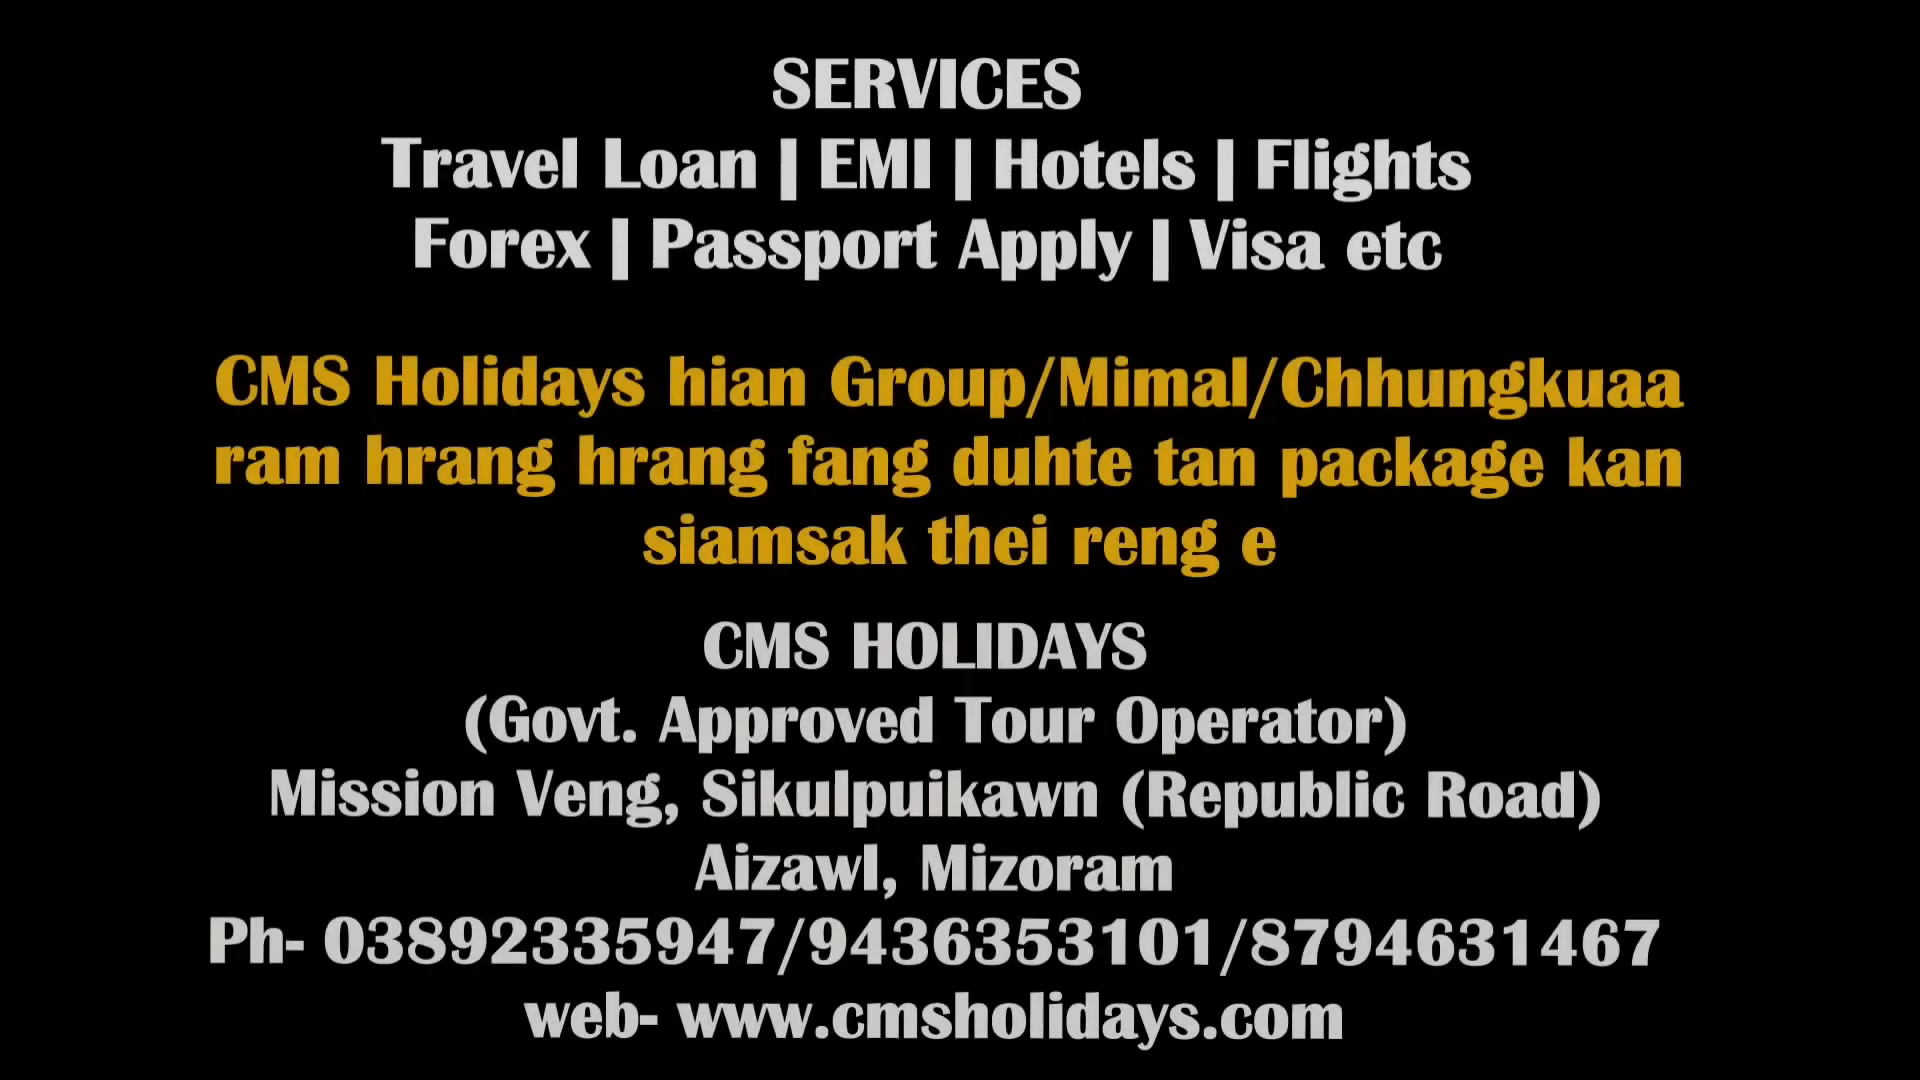 SERVICES
Travel Loan | EMI | Hotels | Flights
Forex | Passport Apply | Visa etc
CMS Holidays hian Group/Mimal/Chhungkuaa
ram hrang hrang fang duhte tan package kan
siamsak thei reng e
CMS HOLIDAYS
(Govt. Approved Tour Operator)
Mission Veng, Sikulpuikawn (Republic Road)
Aizawl, Mizoram
Ph- 03892335947/9436353101/8794631467
web- www.cmsholidays.com